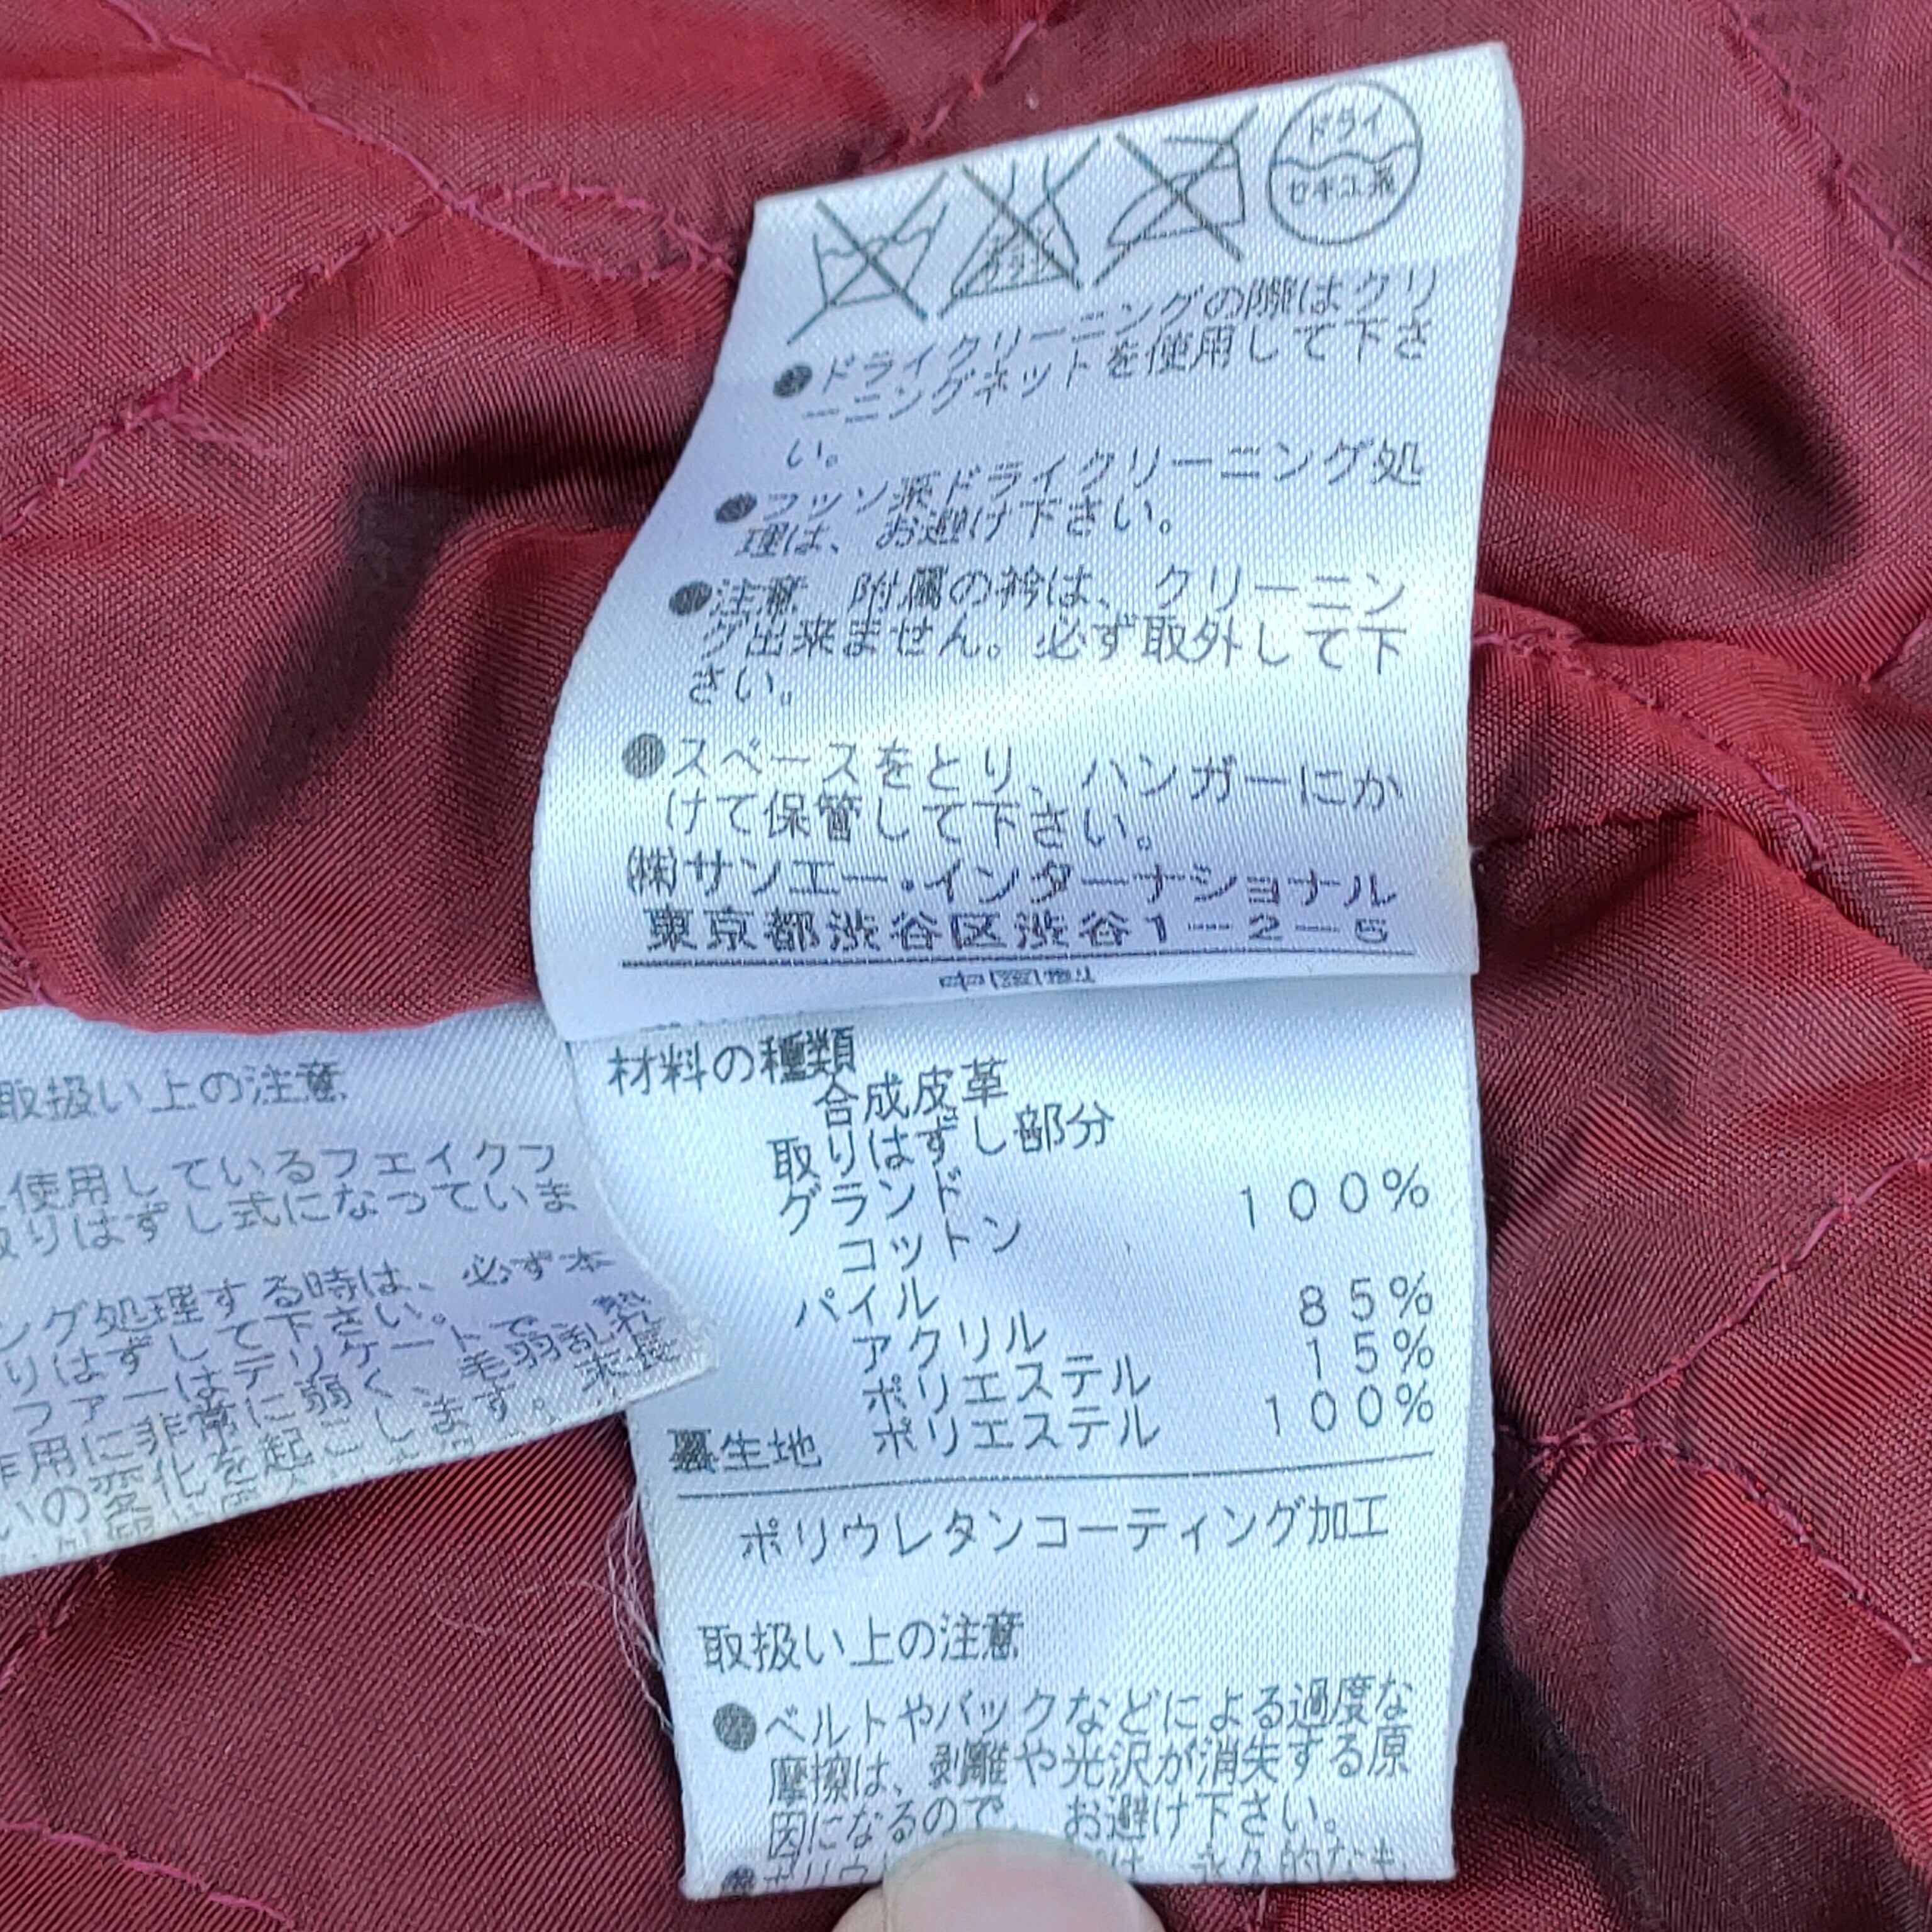 ドライ
セキユ系
●ドライクリーニングの際はクリ
ーニングネットを使用して下さ
い。
●フッソ系ドライクリーニング処
理は、お避け下さい。
●注意　附属の衿は、クリーニン
グ出来ません。必ず取外して下
さい。
●スペースをとり、ハンガーにか
けて保管して下さい。
㈱サンエー・インターナショナル
東京都渋谷区渋谷1－2－5
中国製
材料の種類
合成皮革
取りはずし部分
グランド
コットン 100%
パイル
アクリル 85%
ポリエステル 15%
裏生地 ポリエステル 100%
ポリウレタンコーティング加工
取扱い上の注意
●ベルトやバックなどによる過度な
摩擦は、剥離や光沢が消失する原
因になるので、お避け下さい。
は、永久的な
取扱い上の注意
使用しているフェイクフ
取りはずし式になっていま
ング処理する時は、必ず本
りはずして下さい。
ファーはデリケートで、熱
作用に非常に弱く、毛羽乱れ
いの変化を起こします。末長